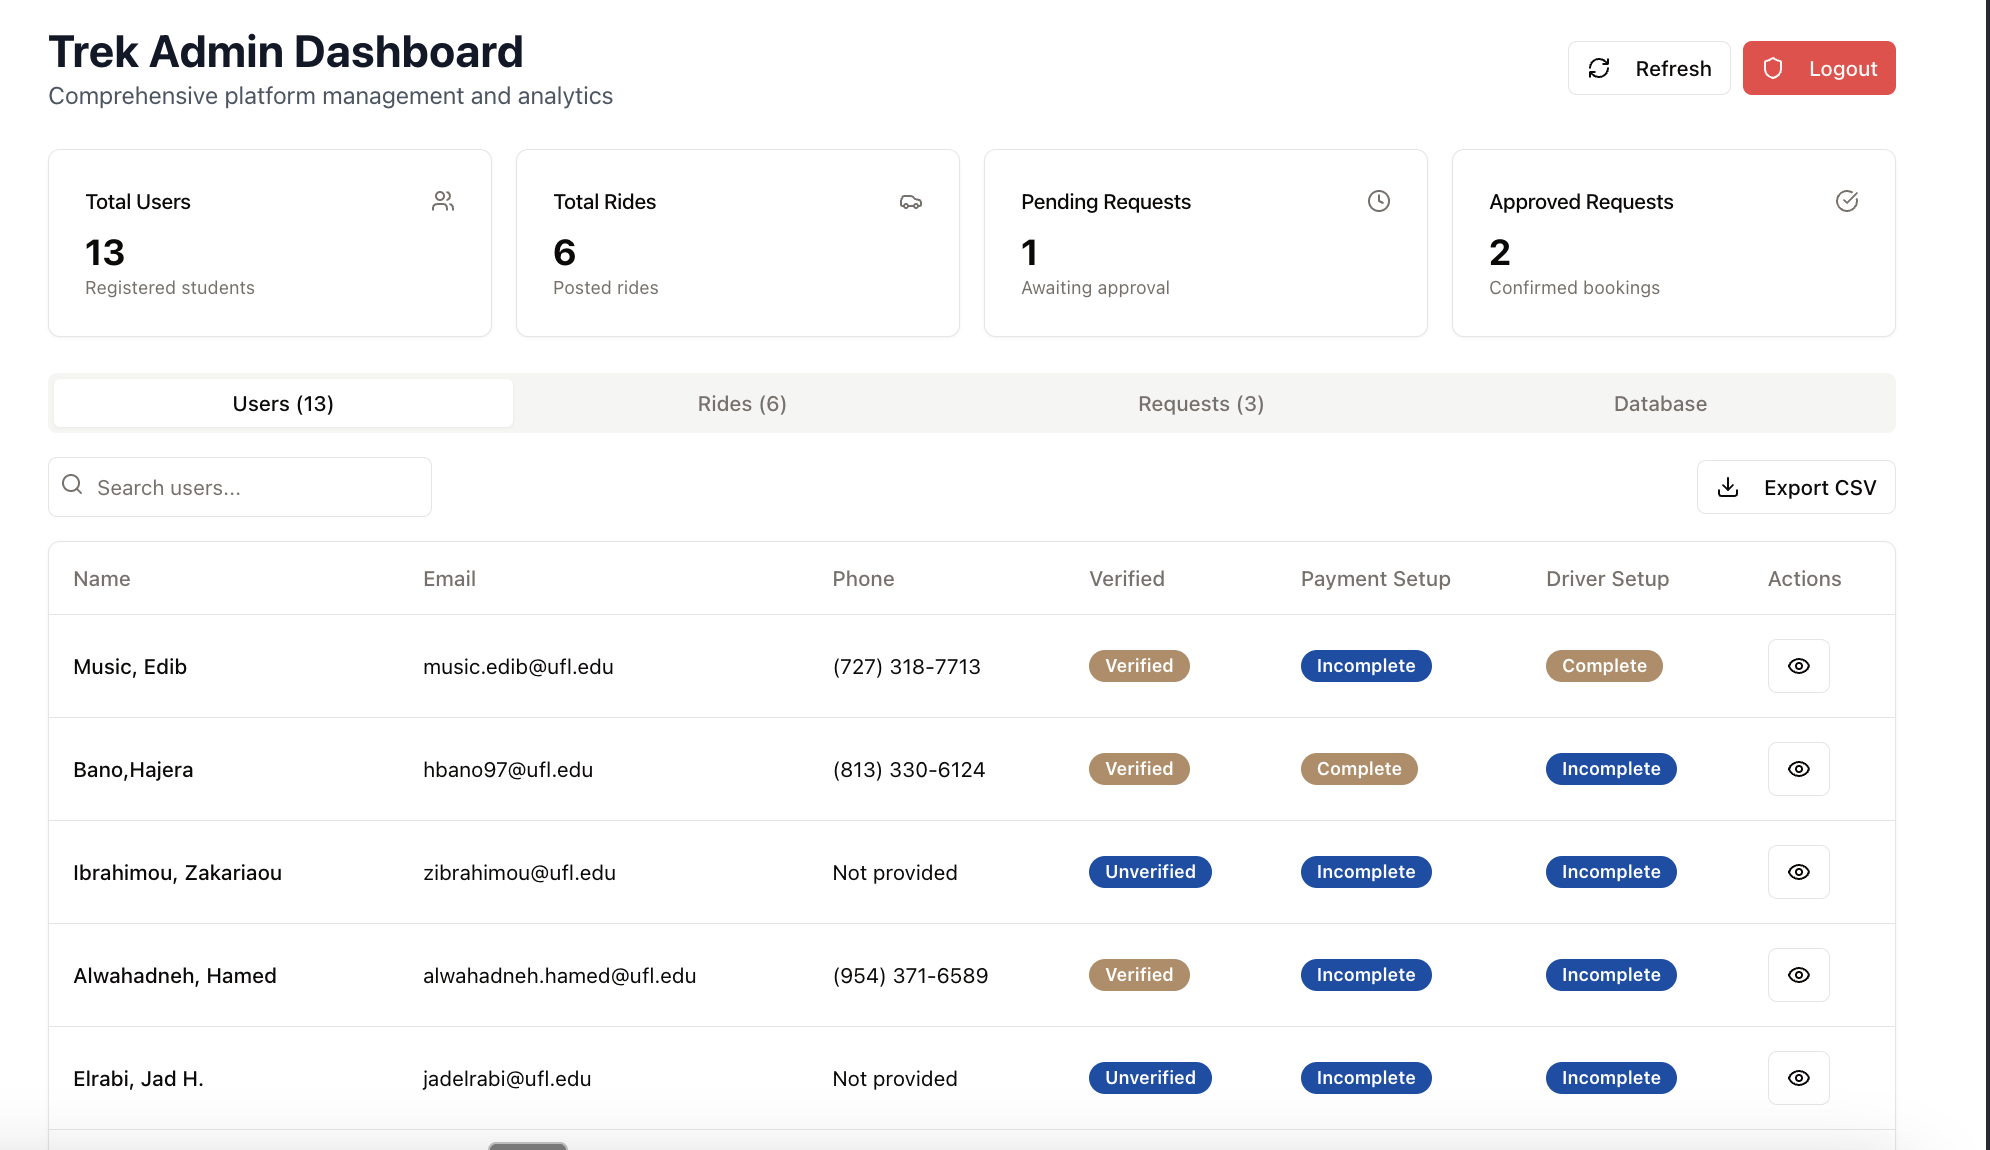 Trek Admin Dashboard
Comprehensive platform management and analytics
Refresh
Logout
Total Users
13
Registered students
Total Rides
6
Posted rides
Pending Requests
1
Awaiting approval
Approved Requests
2
Confirmed bookings
Users (13) Rides (6) Requests (3) Database
Search users...
Export CSV
Name Email Phone Verified Payment Setup Driver Setup Actions
Music, Edib music.edib@ufl.edu (727) 318-7713 Verified Incomplete Complete
Bano,Hajera hbano97@ufl.edu (813) 330-6124 Verified Complete Incomplete
Ibrahimou, Zakariaou zibrahimou@ufl.edu Not provided Unverified Incomplete Incomplete
Alwahadneh, Hamed alwahadneh.hamed@ufl.edu (954) 371-6589 Verified Incomplete Incomplete
Elrabi, Jad H. jadelrabi@ufl.edu Not provided Unverified Incomplete Incomplete